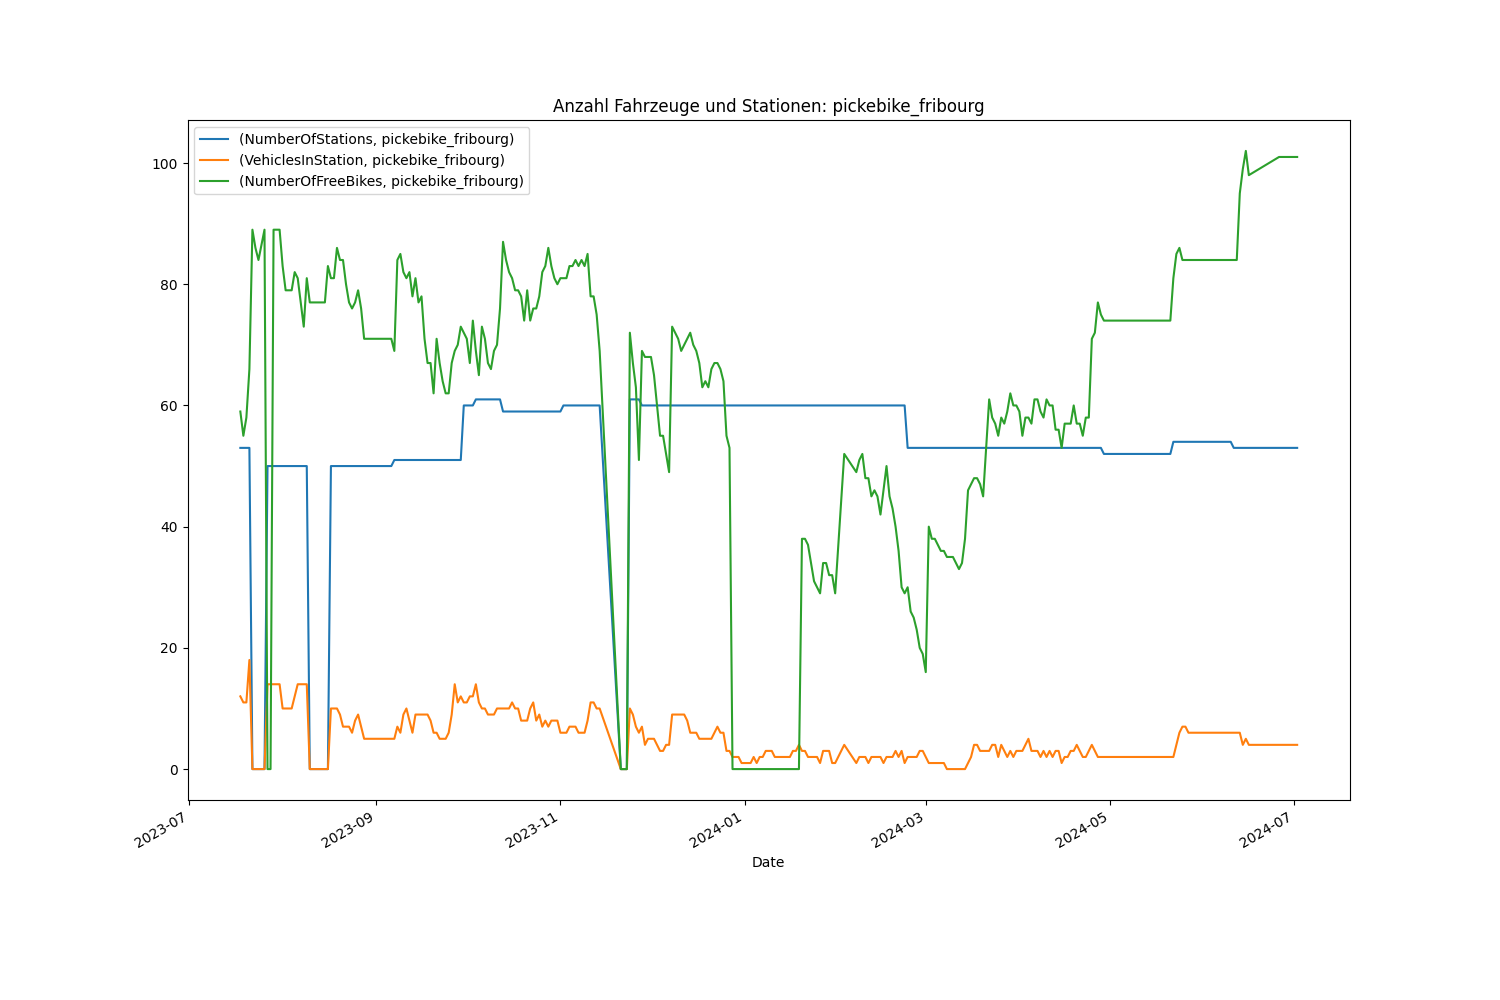 Anzahl Fahrzeuge und Stationen: pickebike_fribourg
(NumberOfStations, pickebike_fribourg)
(VehiclesInStation, pickebike_fribourg)
(NumberOfFreeBikes, pickebike_fribourg)
100
80
60
40
20
0
2023-07
2023-09
2023-11
2024-01
2024-03
2024-05
2024-07
Date